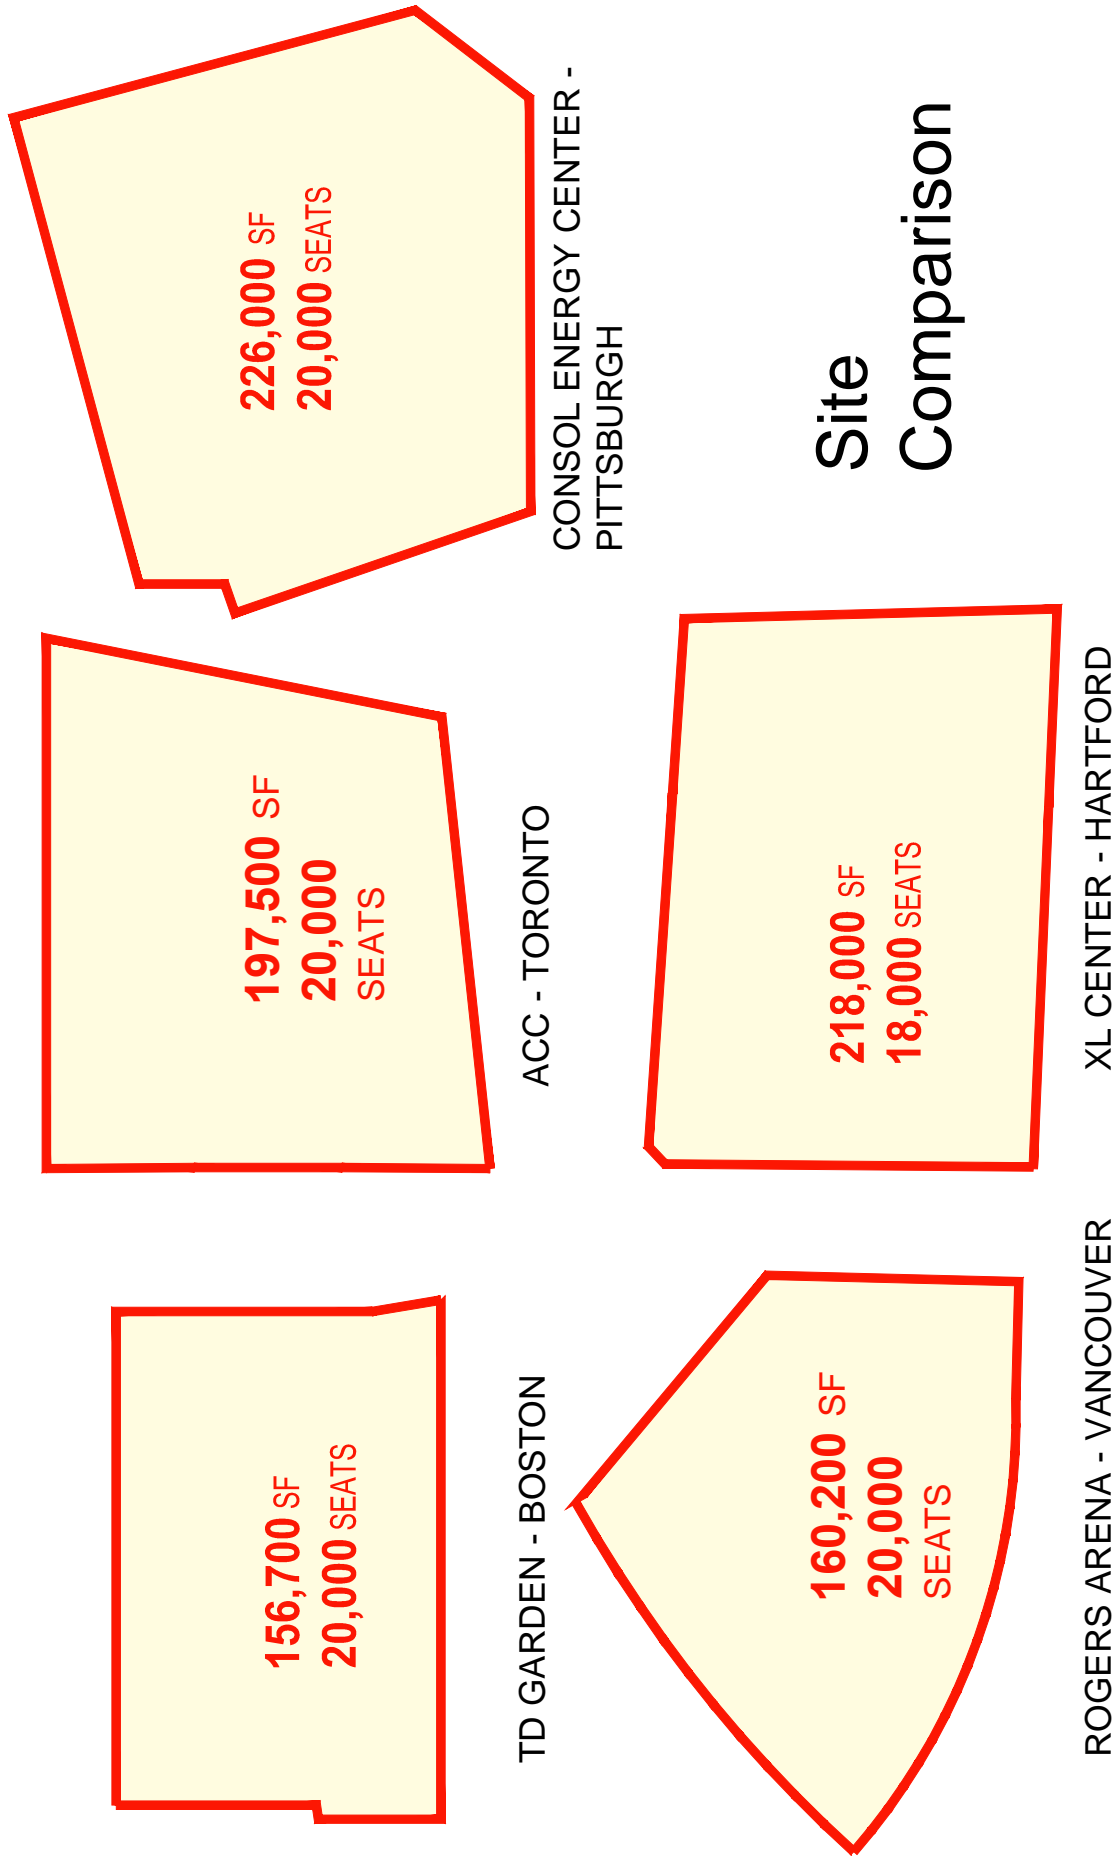 156,700 SF
20,000 SEATS
TD GARDEN - BOSTON
197,500 SF
20,000
SEATS
ACC - TORONTO
226,000 SF
20,000 SEATS
CONSOL ENERGY CENTER -
PITTSBURGH
160,200 SF
20,000
SEATS
ROGERS ARENA - VANCOUVER
218,000 SF
18,000 SEATS
XL CENTER - HARTFORD
Site
Comparison